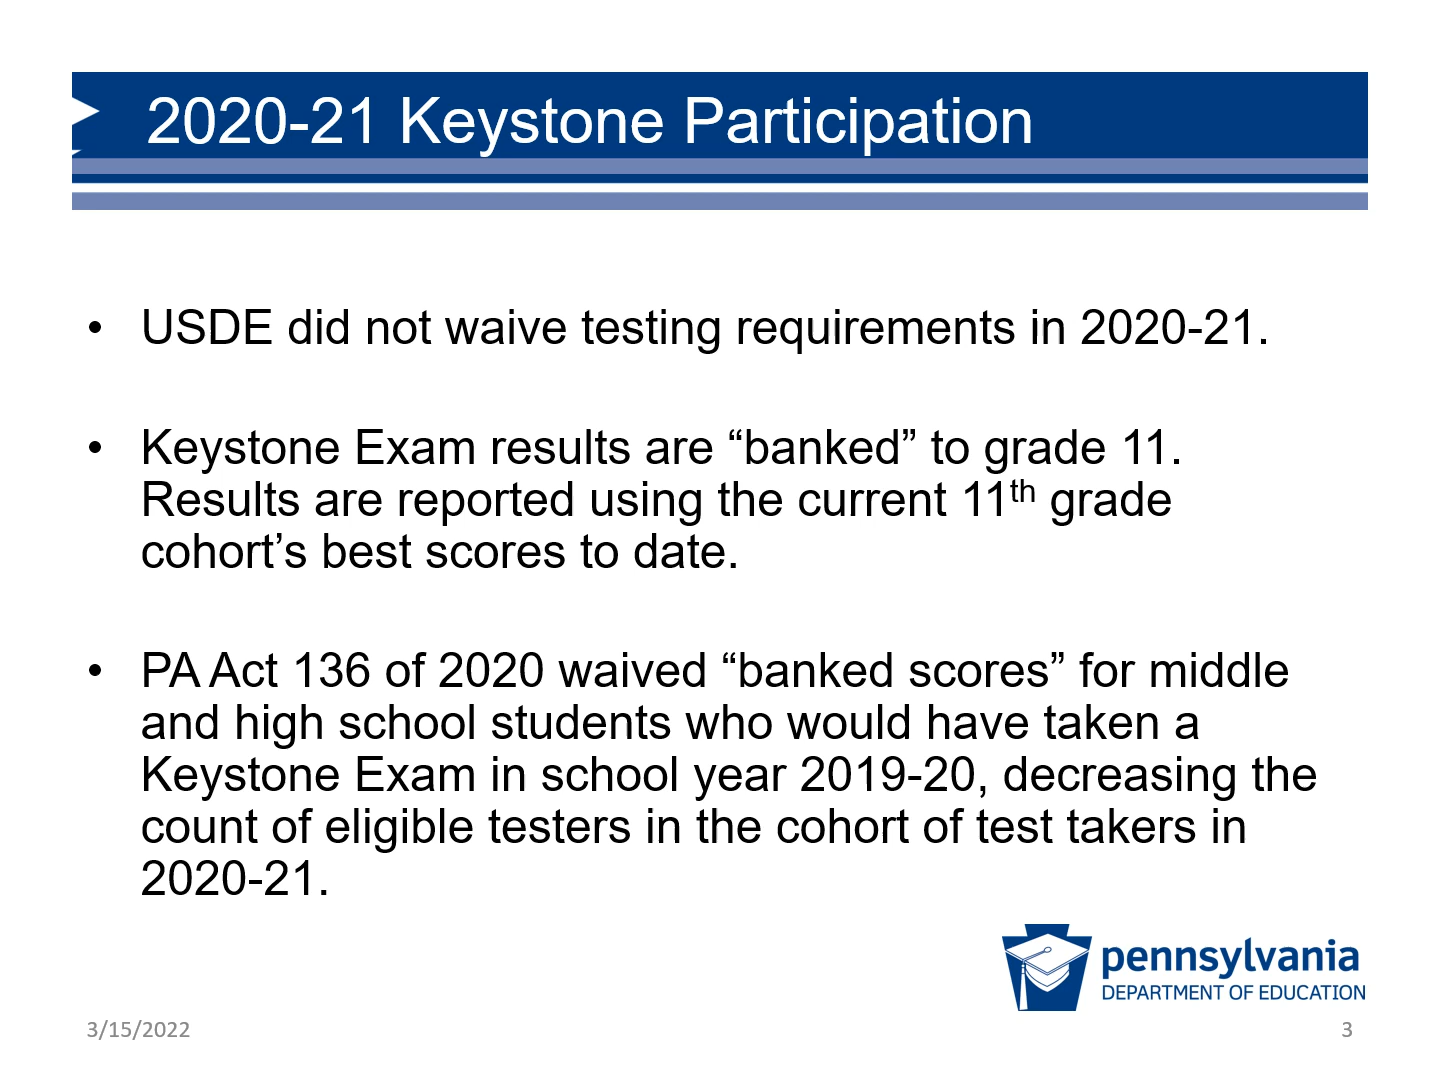 2020-21 Keystone Participation
• USDE did not waive testing requirements in 2020-21.
• Keystone Exam results are “banked” to grade 11.
Results are reported using the current 11th grade
cohort’s best scores to date.
• PA Act 136 of 2020 waived “banked scores” for middle
and high school students who would have taken a
Keystone Exam in school year 2019-20, decreasing the
count of eligible testers in the cohort of test takers in
2020-21.
pennsylvania
DEPARTMENT OF EDUCATION
3/15/2022
3